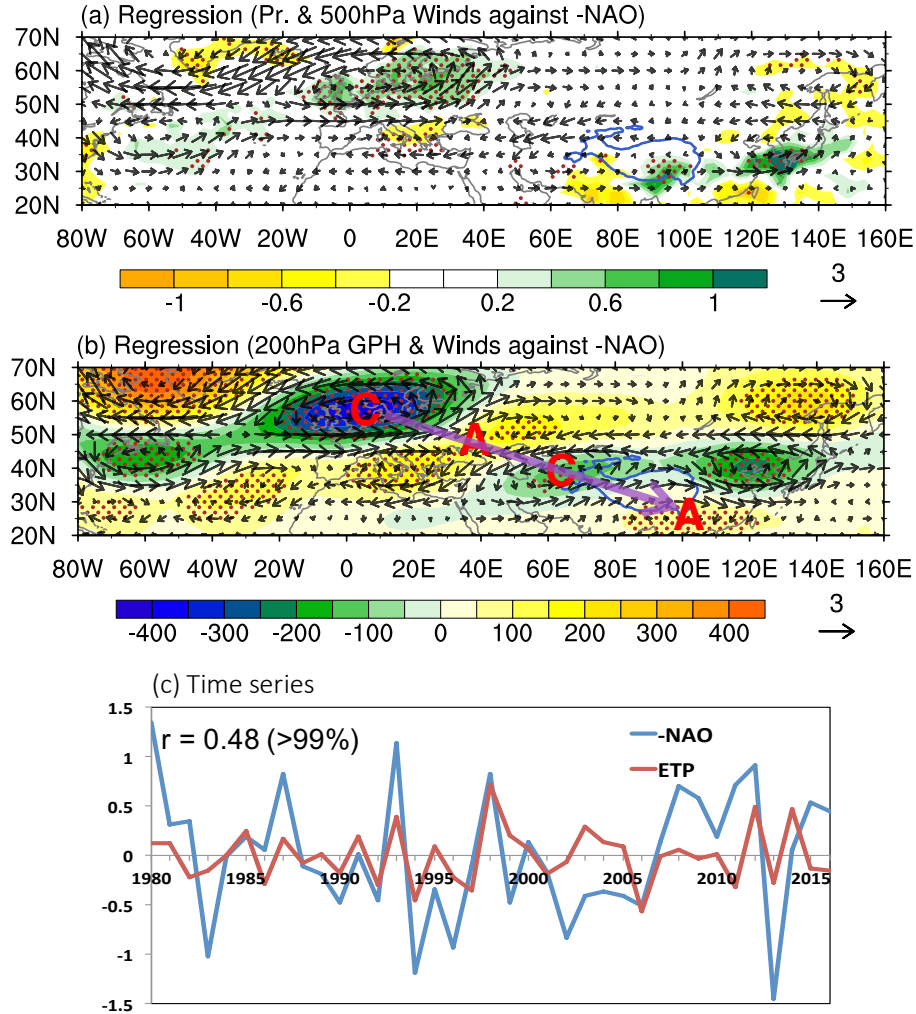 (a) Regression (Pr. & 500hPa Winds against -NAO)
70N
60N
50N
40N
30N
20N
80W 60W 40W 20W 0 20E 40E 60E 80E 100E 120E 140E 160E
-1 -0.6 -0.2 0.2 0.6 1
3
(b) Regression (200hPa GPH & Winds against -NAO)
70N
60N
50N
40N
30N
20N
C
A
C
A
80W 60W 40W 20W 0 20E 40E 60E 80E 100E 120E 140E 160E
-400 -300 -200 -100 0 100 200 300 400
3
(c) Time series
1.5
1
0.5
0
-0.5
-1
-1.5
r = 0.48 (>99%)
-NAO
ETP
1980 1985 1990 1995 2000 2005 2010 2015